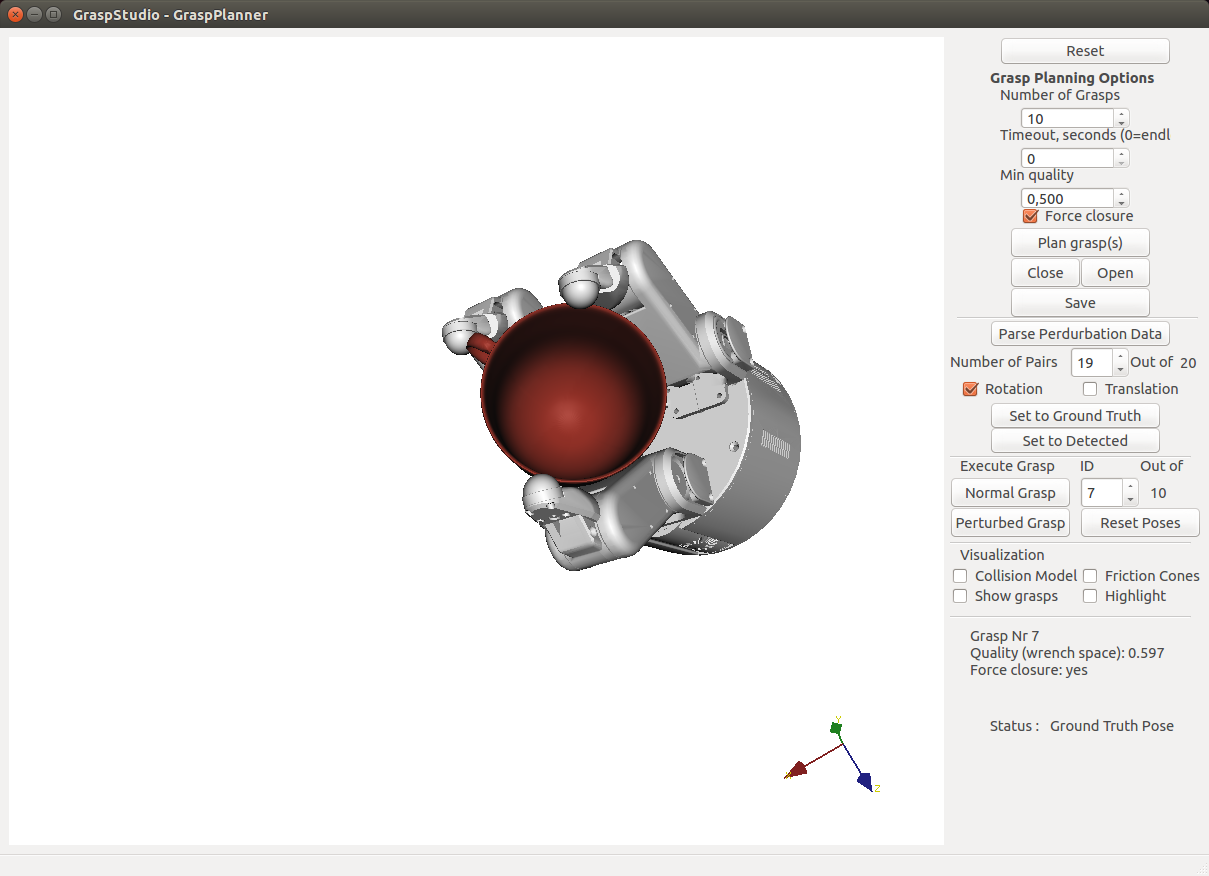 GraspStudio - GraspPlanner
Reset
Grasp Planning Options
Number of Grasps
10
Timeout, seconds (0=endl
0
Min quality
0,500
Force closure
Plan grasp(s)
Close Open
Save
Parse Perdurbation Data
Number of Pairs 19 Out of 20
Rotation Translation
Set to Ground Truth
Set to Detected
Execute Grasp ID Out of
Normal Grasp 7 10
Perturbed Grasp Reset Poses
Visualization
Collision Model Friction Cones
Show grasps Highlight
Grasp Nr 7
Quality (wrench space): 0.597
Force closure: yes
Status : Ground Truth Pose
Y
X
Z